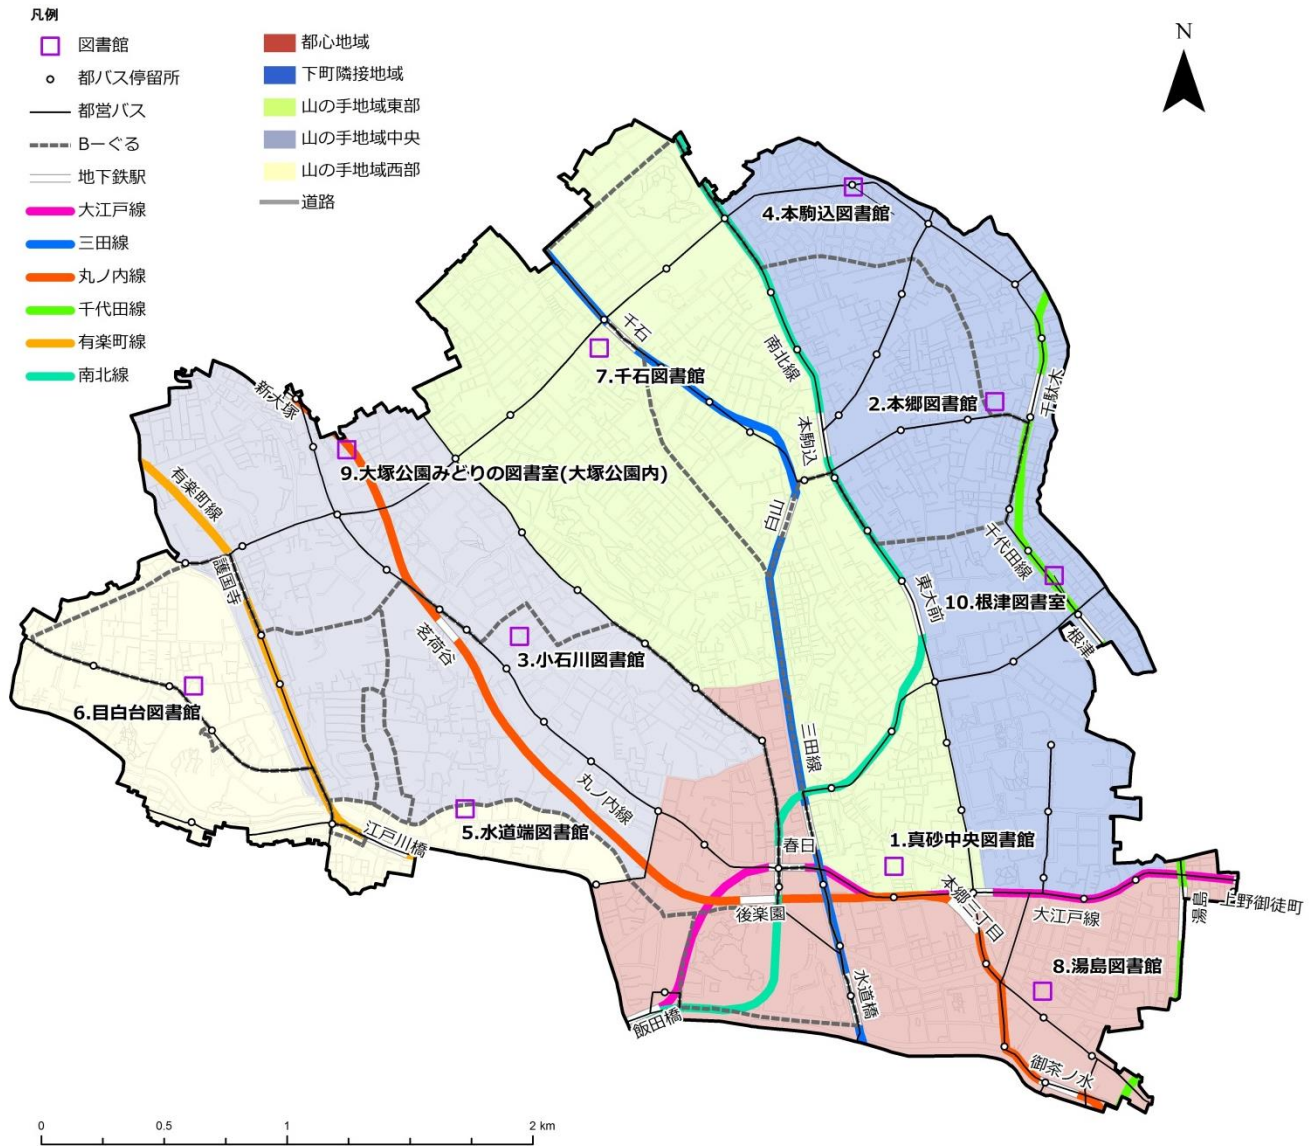 凡例
図書館
都バス停留所
都営バス
Bーぐる
地下鉄駅
大江戸線
三田線
丸ノ内線
千代田線
有楽町線
南北線
都心地域
下町隣接地域
山の手地域東部
山の手地域中央
山の手地域西部
道路
N
4.本駒込図書館
千石
南北線
7.千石図書館
2.本郷図書館
千駄木
新大塚
本駒込
9.大塚公園みどりの図書室(大塚公園内)
有楽町線
白山
千代田線
護国寺
東大前
10.根津図書室
茗荷谷
根津
3.小石川図書館
6.目白台図書館
三田線
丸ノ内線
5.水道端図書館
江戸川橋
春日
1.真砂中央図書館
本郷三丁目
後楽園
大江戸線
湯島
上野御徒町
8.湯島図書館
水道橋
飯田橋
御茶ノ水
0 0.5 1 2 km